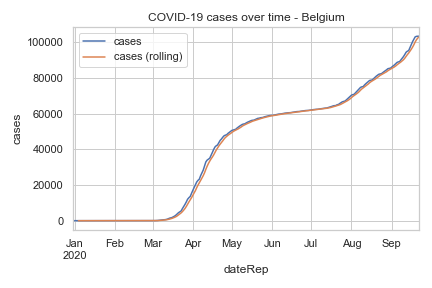 COVID-19 cases over time - Belgium
cases
cases (rolling)
100000
80000
60000
40000
20000
0
cases
Jan Feb Mar Apr May Jun Jul Aug Sep
2020
dateRep